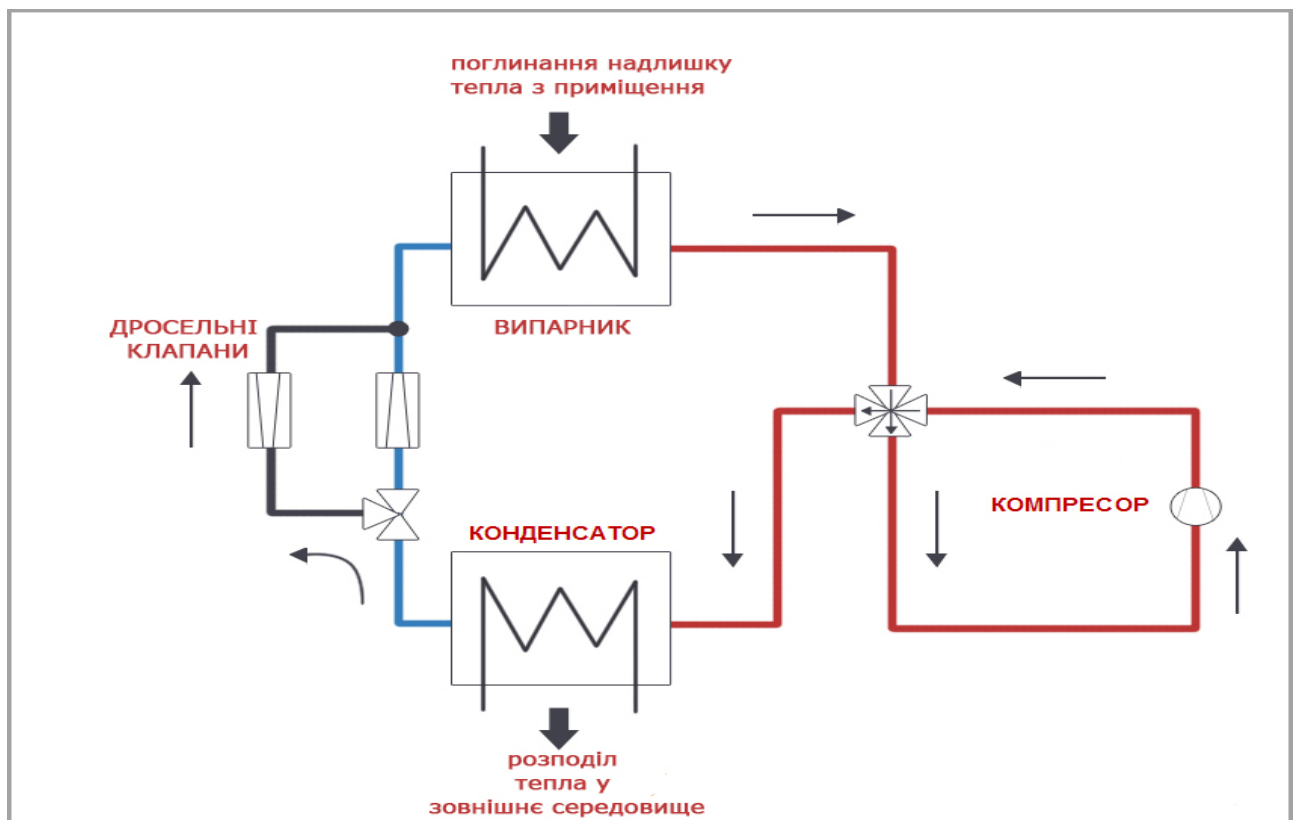 поглинання надлишку
тепла з приміщення
ВИПАРНИК
ДРОСЕЛЬНІ
КЛАПАНИ
КОМПРЕСОР
КОНДЕНСАТОР
розподіл
тепла у
зовнішнє середовище